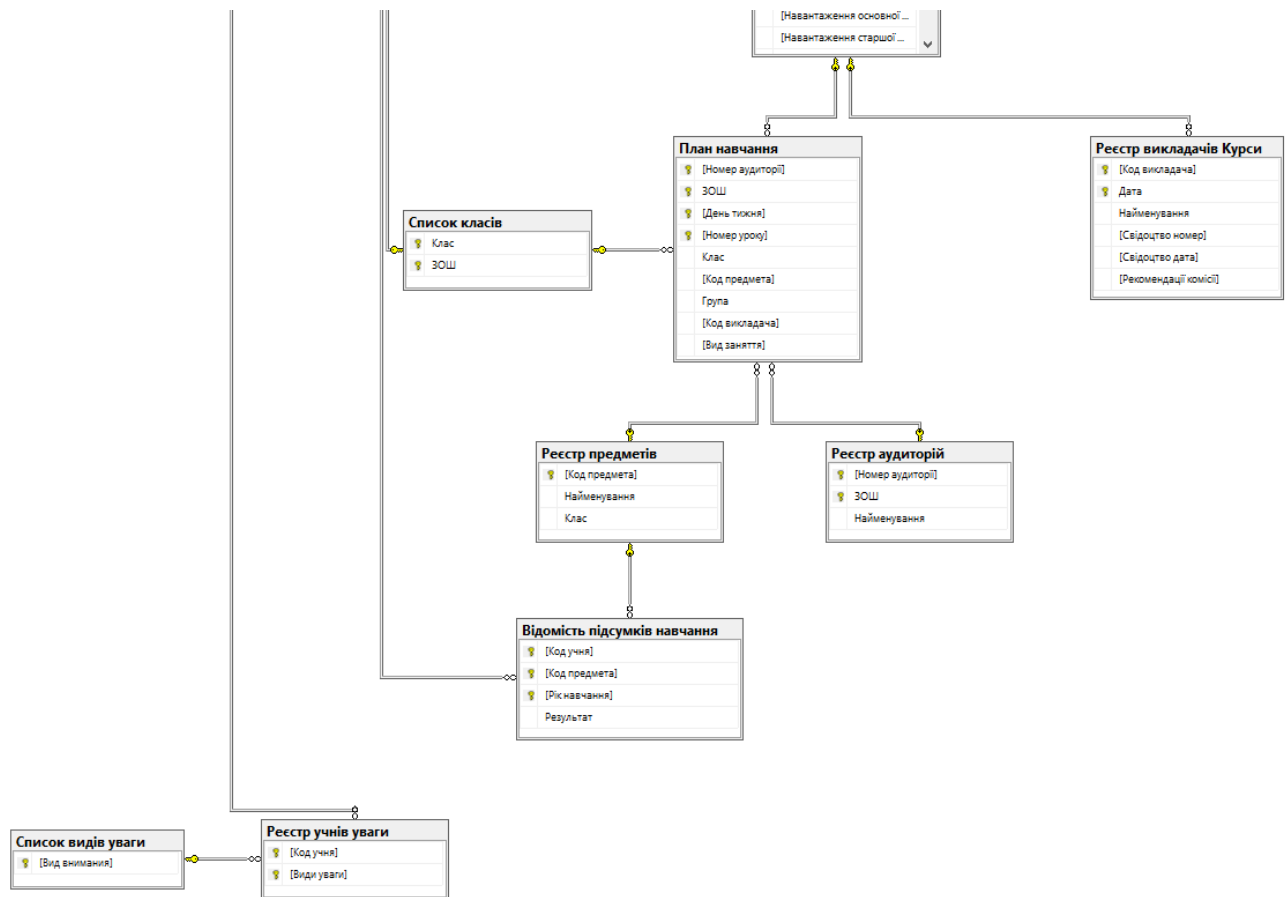 [Навантаження основної ...
[Навантаження старшої ...
План навчання
[Номер аудиторії]
ЗОШ
[День тижня]
[Номер уроку]
Клас
[Код предмета]
Група
[Код викладача]
[Вид заняття]
Реєстр викладачів Курси
[Код викладача]
Дата
Найменування
[Свідоцтво номер]
[Свідоцтво дата]
[Рекомендації комісії]
Список класів
Клас
ЗОШ
Реєстр предметів
[Код предмета]
Найменування
Клас
Реєстр аудиторій
[Номер аудиторії]
ЗОШ
Найменування
Відомість підсумків навчання
[Код учня]
[Код предмета]
[Рік навчання]
Результат
Список видів уваги
[Вид внимания]
Реєстр учнів уваги
[Код учня]
[Види уваги]